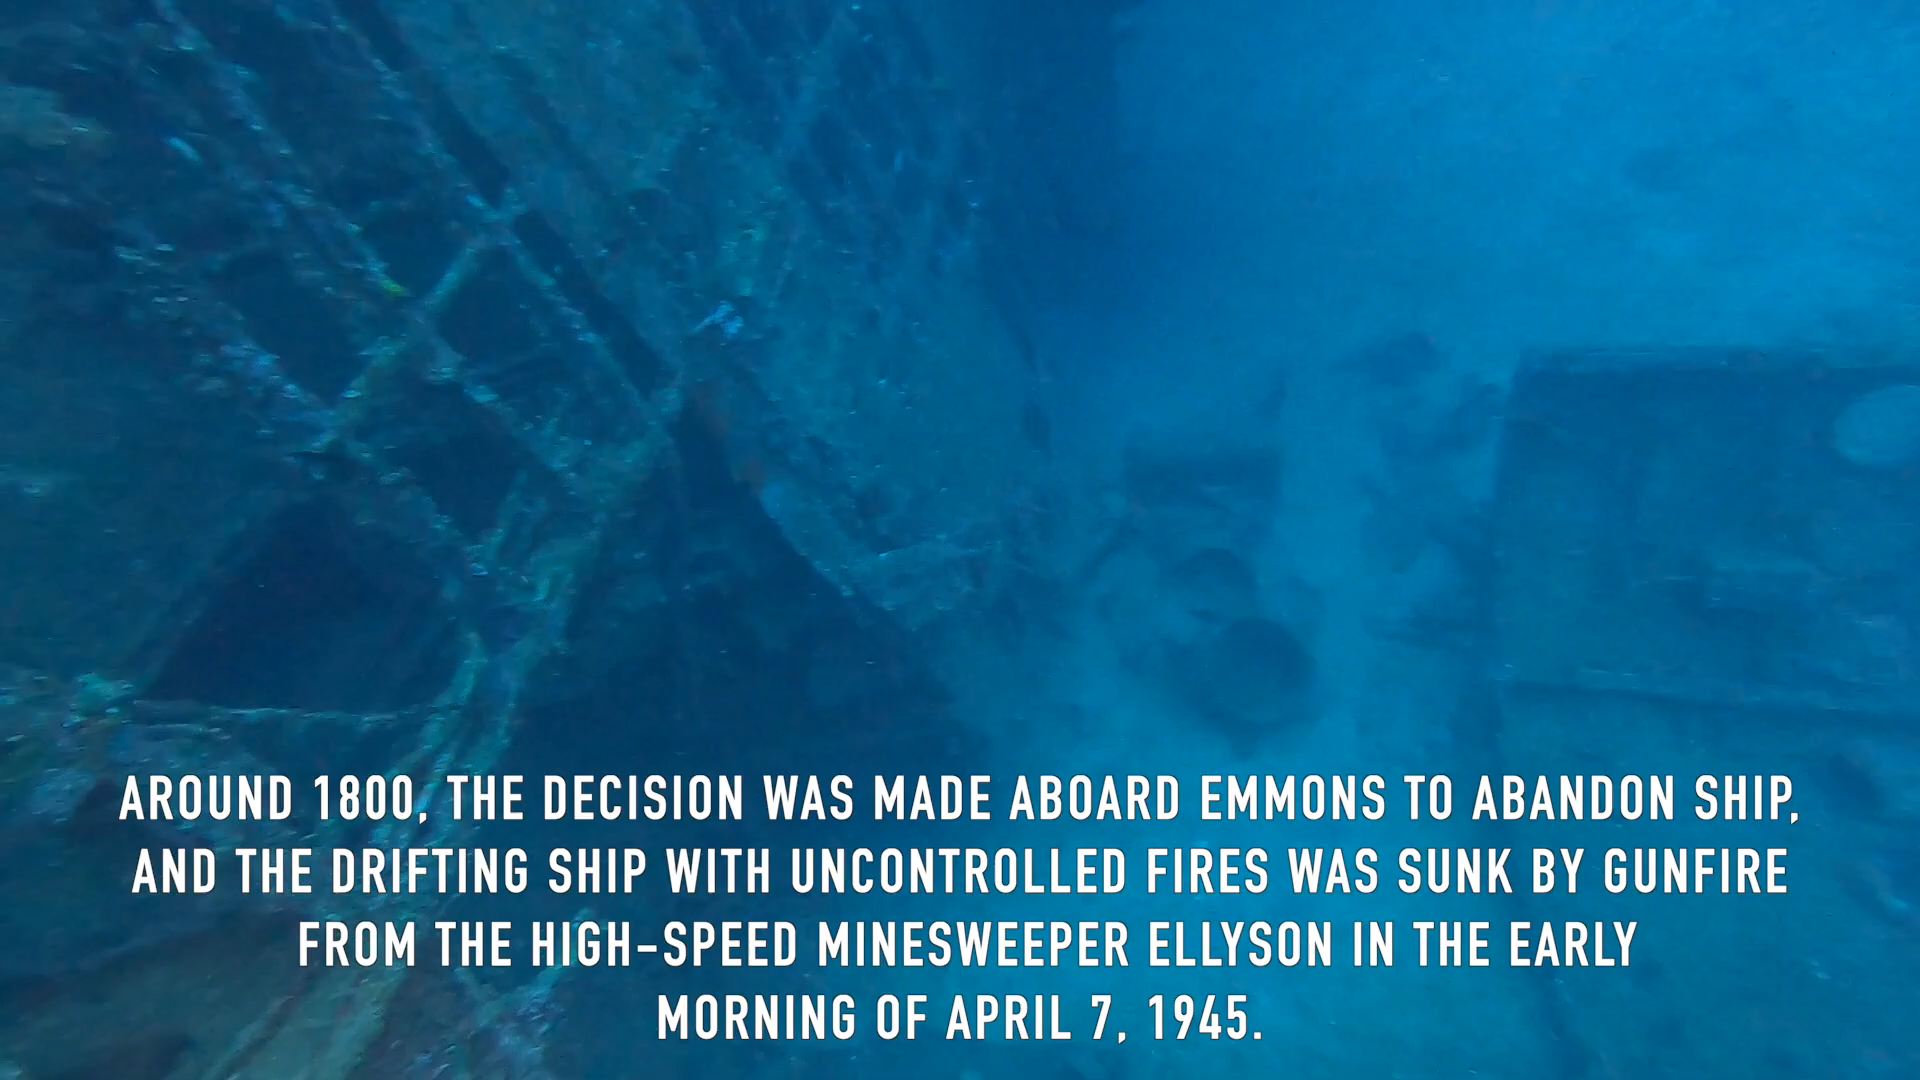 AROUND 1800, THE DECISION WAS MADE ABOARD EMMONS TO ABANDON SHIP,
AND THE DRIFTING SHIP WITH UNCONTROLLED FIRES WAS SUNK BY GUNFIRE
FROM THE HIGH-SPEED MINESWEEPER ELLYSON IN THE EARLY
MORNING OF APRIL 7, 1945.